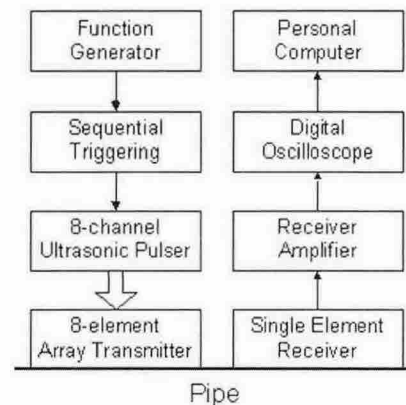 Function
Generator
Sequential
Triggering
8-channel
Ultrasonic Pulser
8-element
Array Transmitter
Personal
Computer
Digital
Oscilloscope
Receiver
Amplifier
Single Element
Receiver
Pipe